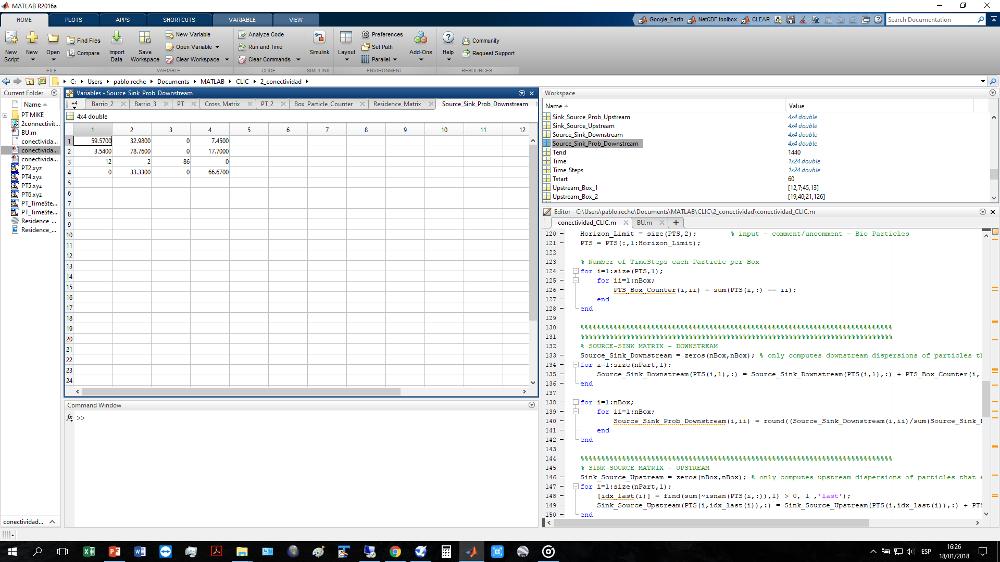 MATLAB R2016a
HOME PLOTS APPS SHORTCUTS VARIABLE VIEW
Google_Earth NetCDF toolbox CLEAR Search Documentation
New Script
New
Open
Find Files
Compare
FILE
Import Data
Save Workspace
New Variable
Open Variable
Clear Workspace
VARIABLE
Analyze Code
Run and Time
Clear Commands
CODE
Simulink
SIMULINK
Layout
Preferences
Set Path
Parallel
Add-Ons
ENVIRONMENT
Help
Community
Request Support
RESOURCES
C: Users pablo.reche Documents MATLAB CLIC 2_conectividad
Current Folder
Name
PT MIKE
2connectivit...
BU.m
conectivida...
conectivida...
conectivida...
PT2.xyz
PT4.xyz
PT5.xyz
PT6.xyz
PT_TimeSte...
PT_TimeSte...
Residence_...
Residence_...
conectividad...
Variables - Source_Sink_Prob_Downstream
+4 Barrio_2 Barrio_3 PT Cross_Matrix PT_2 Box_Particle_Counter Residence_Matrix Source_Sink_Prob_Downstream
4x4 double
1 2 3 4 5 6 7 8 9 10 11 12
1 59.5700 32.9800 0 7.4500
2 3.5400 78.7600 0 17.7000
3 12 2 86 0
4 0 33.3300 0 66.6700
5
6
7
8
9
10
11
12
13
14
15
16
17
18
19
20
21
22
23
24
Command Window
fx >>
Workspace
Name Value
Sink_Source_Prob_Upstream 4x4 double
Sink_Source_Upstream 4x4 double
Source_Sink_Downstream 4x4 double
Source_Sink_Prob_Downstream 4x4 double
Tend 1440
Time 1x24 double
Time_Steps 1x24 double
Tstart 60
Upstream_Box_1 [12,7;45,13]
Upstream_Box_2 [19,40;21,126]
Editor - C:\Users\pablo.reche\Documents\MATLAB\CLIC\2_conectividad\conectividad_CLIC.m
conectividad_CLIC.m BU.m +
120 – Horizon_Limit = size(PTS,2); % input - comment/uncomment - Bio Particles
121 – PTS = PTS(:,1:Horizon_Limit);
122
123 % Number of TimeSteps each Particle per Box
124 – for i=1:size(PTS,1);
125 – for ii=1:nBox;
126 – PTS_Box_Counter(i,ii) = sum(PTS(i,:) == ii);
127 – end
128 – end
129
130 %%%%%%%%%%%%%%%%%%%%%%%%%%%%%%%%%%%%%%%%%%%%%%%%%%%%%%%%%%%%%%%%%%%%%%%%%%%
131 %%%%%%%%%%%%%%%%%%%%%%%%%%%%%%%%%%%%%%%%%%%%%%%%%%%%%%%%%%%%%%%%%%%%%%%%%%%
132 % SOURCE-SINK MATRIX - DOWNSTREAM
133 – Source_Sink_Downstream = zeros(nBox,nBox); % only computes downstream dispersions of particles th
134 – for i=1:size(nPart,1);
135 – Source_Sink_Downstream(PTS(i,1),:) = Source_Sink_Downstream(PTS(i,1),:) + PTS_Box_Counter(i,
136 – end
137
138 – for i=1:nBox;
139 – for ii=1:nBox;
140 – Source_Sink_Prob_Downstream(i,ii) = round((Source_Sink_Downstream(i,ii)/sum(Source_Sink_
141 – end
142 – end
143
144 %%%%%%%%%%%%%%%%%%%%%%%%%%%%%%%%%%%%%%%%%%%%%%%%%%%%%%%%%%%%%%%%%%%%%%%%%%%
145 % SINK-SOURCE MATRIX - UPSTREAM
146 – Sink_Source_Upstream = zeros(nBox,nBox); % only computes upstream dispersions of particles that
147 – for i=1:size(nPart,1);
148 – [idx_last(i)] = find(sum(~isnan(PTS(i,:)),1) > 0, 1 ,'last');
149 – Sink_Source_Upstream(PTS(i,idx_last(i)),:) = Sink_Source_Upstream(PTS(i,idx_last(i)),:) + PTS
150 – end
ESP
16:26
18/01/2018